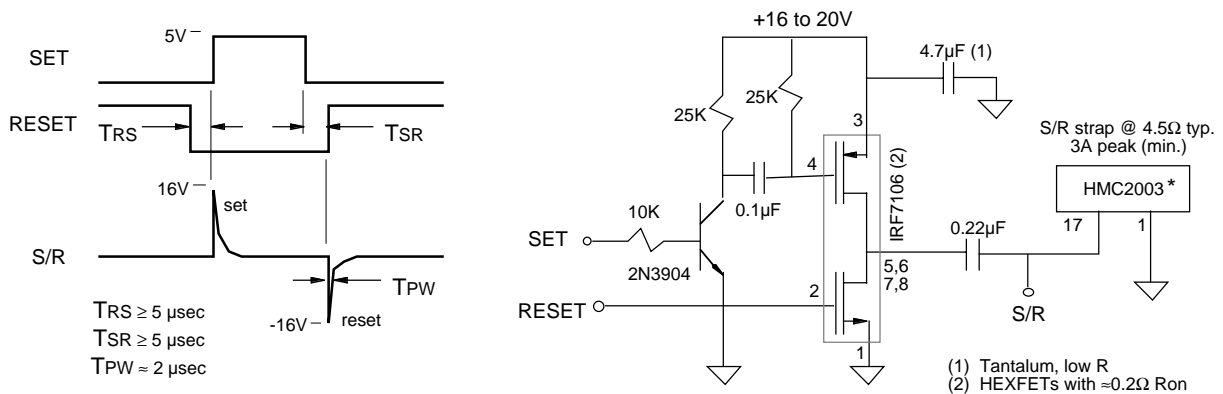 5V
SET
RESET
TRS
TSR
16V
set
S/R
TPW
-16V
reset
TRS ≥ 5 µsec
TSR ≥ 5 µsec
TPW ≈ 2 µsec
+16 to 20V
4.7µF (1)
25K
25K
3
4
0.1µF
IRF7106 (2)
S/R strap @ 4.5Ω typ.
3A peak (min.)
HMC2003 *
17
1
10K
SET
2N3904
0.22µF
5,6
7,8
2
RESET
S/R
1
(1) Tantalum, low R
(2) HEXFETs with ≈0.2Ω Ron